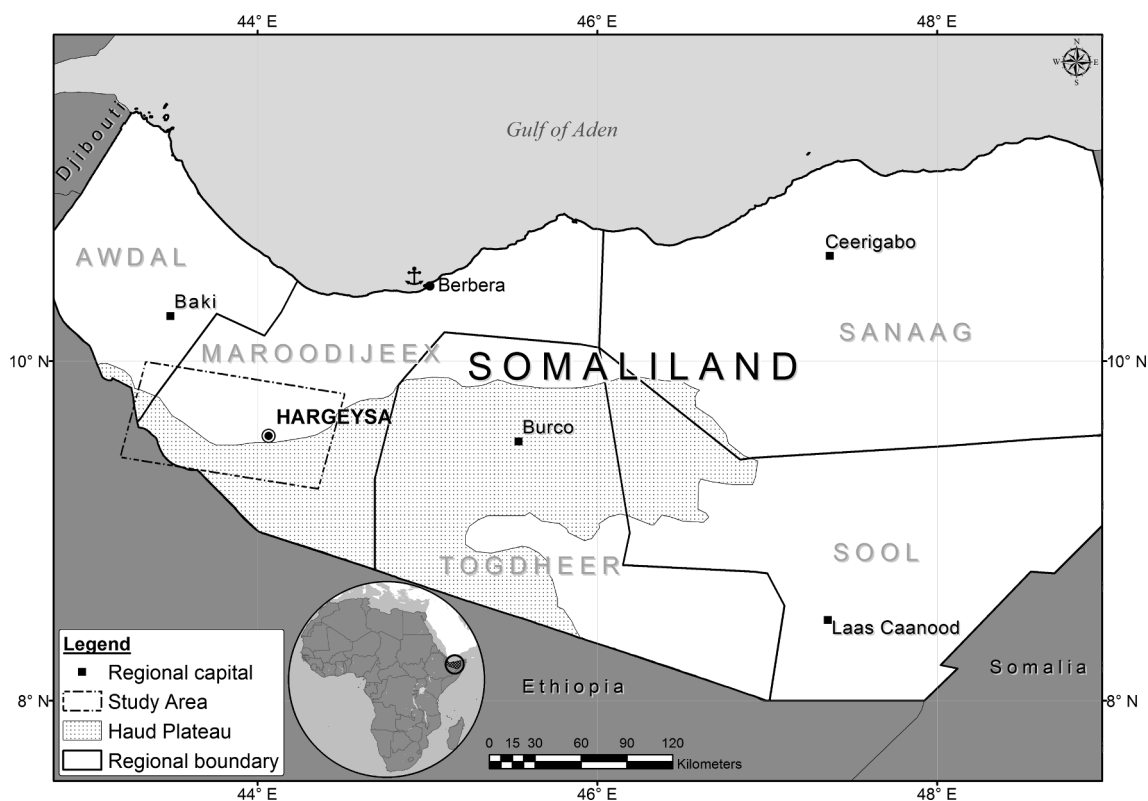 44° E 46° E 48° E
N
W E
S
Gulf of Aden
Djibouti
AWDAL
Ceerigabo
Berbera
Baki
SANAAG
MAROODIJEEX
10° N SOMALILAND 10° N
HARGEYSA
Burco
SOOL
TOGDHEER
Laas Caanood
Legend
Regional capital
Study Area
Haud Plateau
Regional boundary
Somalia
Ethiopia
8° N 8° N
0 15 30 60 90 120
Kilometers
44° E 46° E 48° E